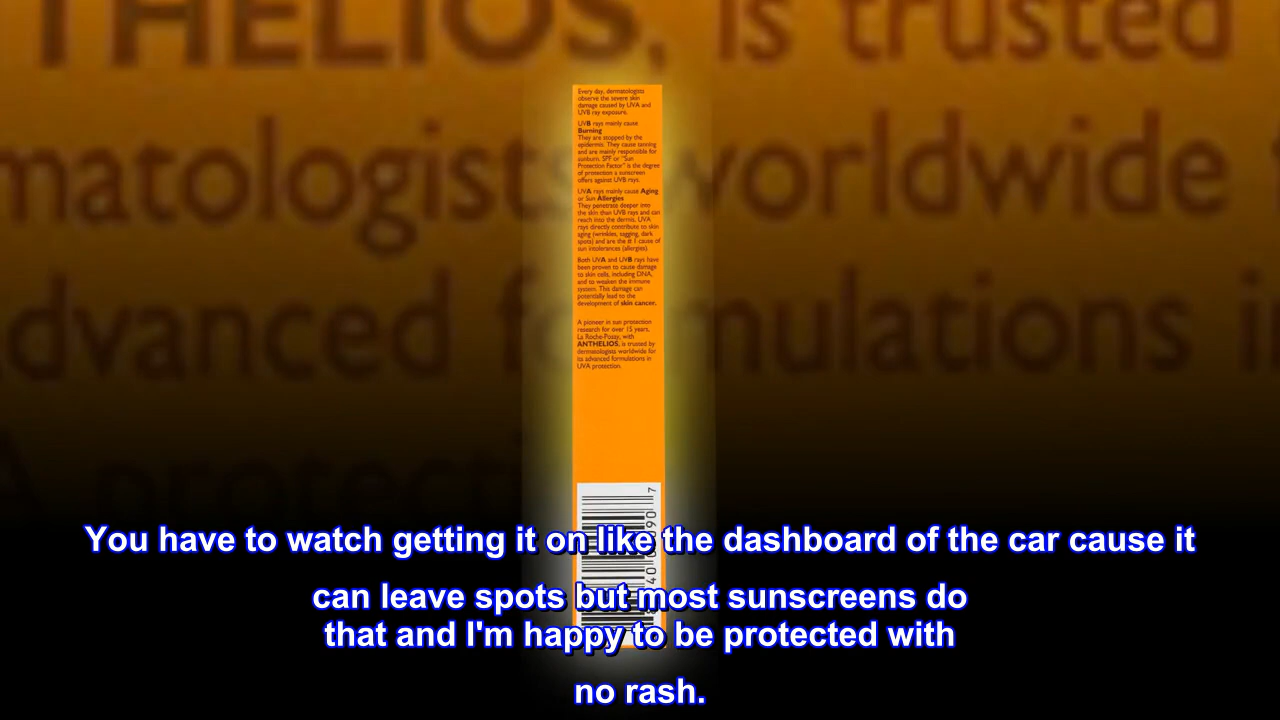 THELIOS, is trusted
matologists worldwide
dvanced formulations i
Every day, dermatologists
observe the severe skin
damage caused by UVA and
UVB ray exposure.
UVB rays mainly cause
Burning
They are stopped by the
epidermis. They cause tanning
and are mainly responsible for
sunburn. SPF or "Sun
Protection Factor" is the degree
of protection a sunscreen
offers against UVB rays.
UVA rays mainly cause Aging
or Sun Allergies
They penetrate deeper into
the skin than UVB rays and can
reach into the dermis. UVA
rays directly contribute to skin
aging (wrinkles, sagging, dark
spots) and are the # 1 cause of
sun intolerances (allergies)
Both UVA and UVB rays have
been proven to cause damage
to skin cells, including DNA,
and to weaken the immune
system. This damage can
potentially lead to the
development of skin cancer.
A pioneer in sun protection
research for over 15 years,
La Roche-Posay, with
ANTHELIOS, is trusted by
dermatologists worldwide for
its advanced formulations in
UVA protection.
You have to watch getting it on like the dashboard of the car cause it
can leave spots but most sunscreens do
that and I'm happy to be protected with
no rash.